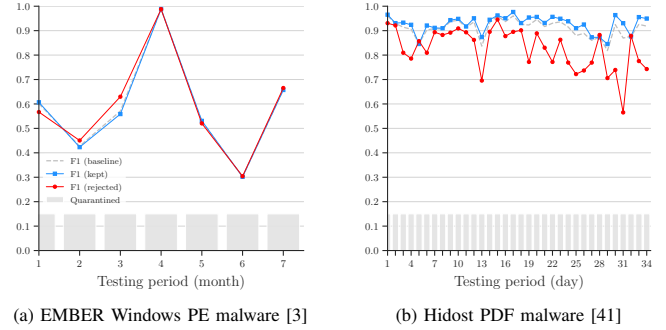 1.0
0.9
0.8
0.7
0.6
0.5
0.4
0.3
0.2
0.1
0.0
F1 (baseline)
F1 (kept)
F1 (rejected)
Quarantined
1 2 3 4 5 6 7
Testing period (month)
(a) EMBER Windows PE malware [3]
1.0
0.9
0.8
0.7
0.6
0.5
0.4
0.3
0.2
0.1
0.0
1 4 7 10 13 16 19 22 25 28 31 34
Testing period (day)
(b) Hidost PDF malware [41]